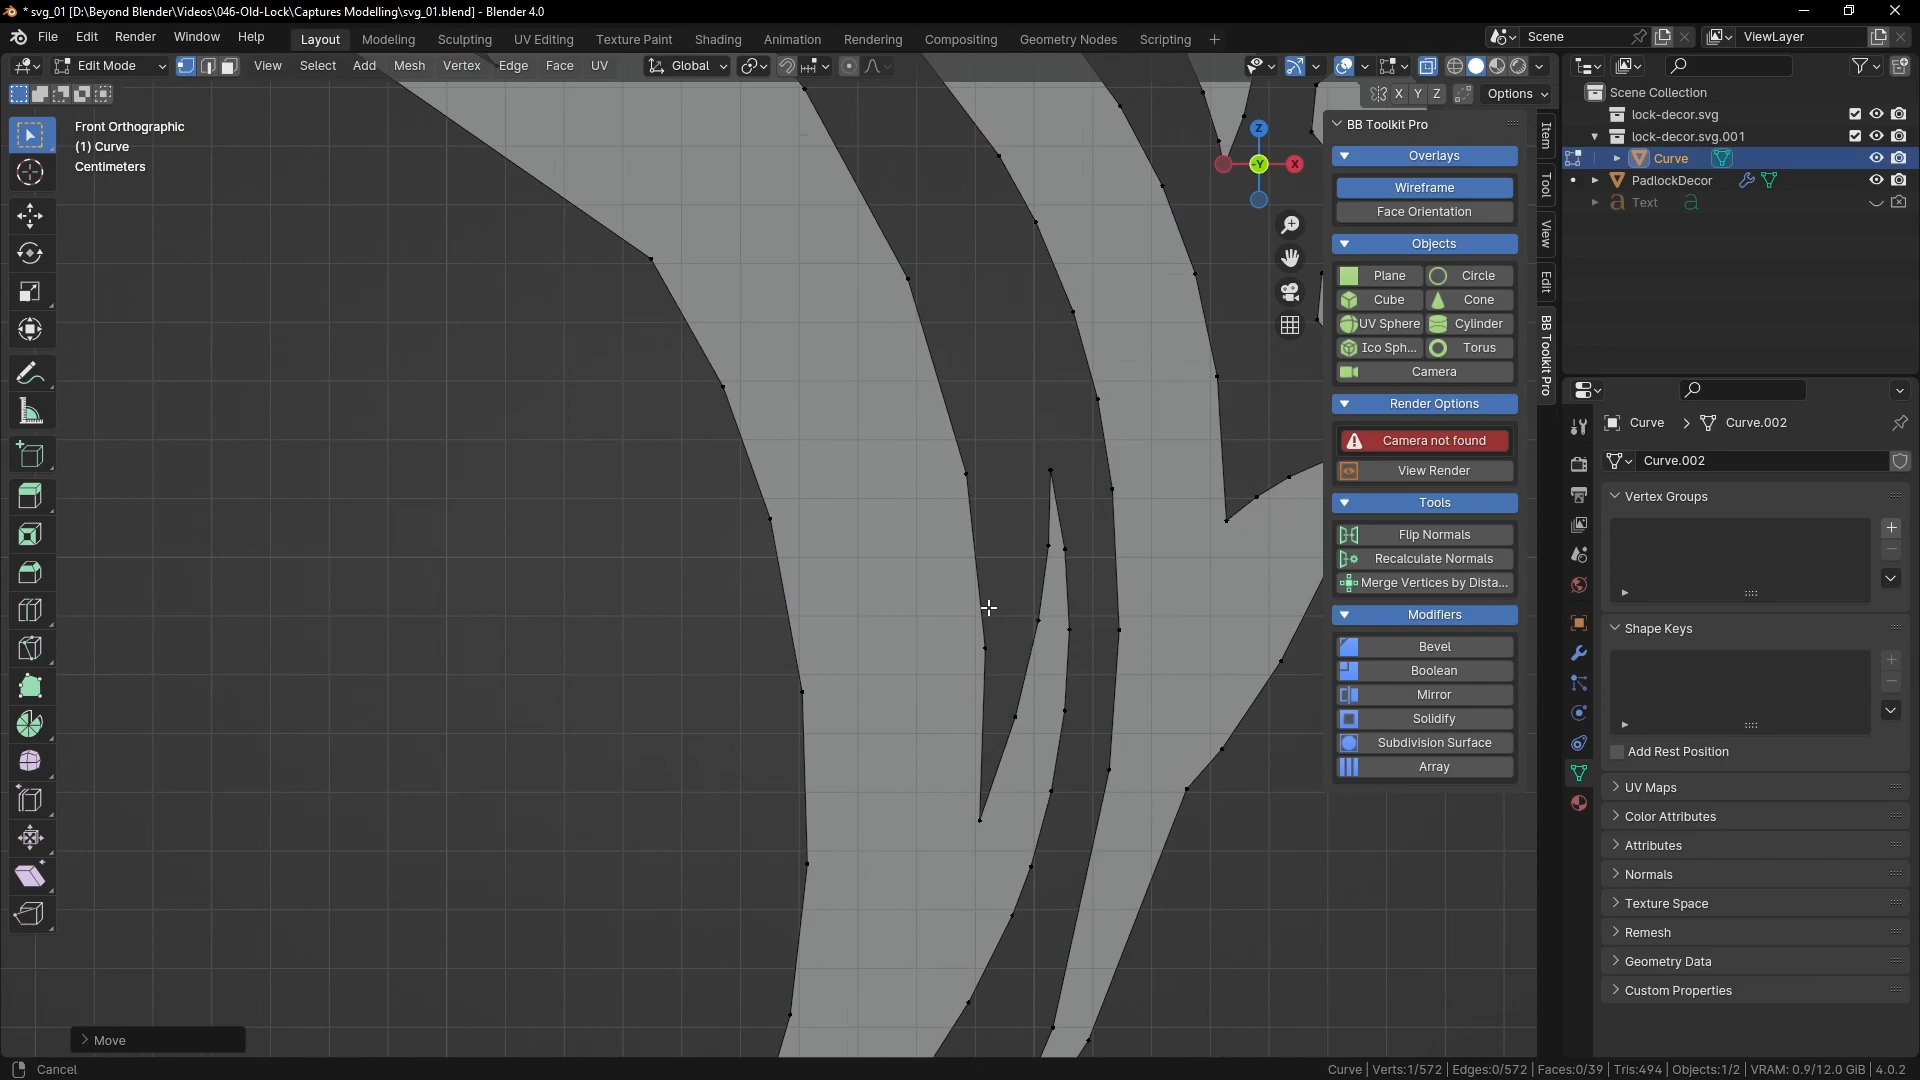 * svg_01 [D:\Beyond Blender\Videos\046-Old-Lock\Captures Modelling\svg_01.blend] - Blender 4.0
File Edit Render Window Help Layout Modeling Sculpting UV Editing Texture Paint Shading Animation Rendering Compositing Geometry Nodes Scripting + Scene ViewLayer
Edit Mode View Select Add Mesh Vertex Edge Face UV Global
X Y Z Options
Front Orthographic
(1) Curve
Centimeters
Z
-Y
X
BB Toolkit Pro
Overlays
Wireframe
Face Orientation
Objects
Plane Circle
Cube Cone
UV Sphere Cylinder
Ico Sph... Torus
Camera
Render Options
Camera not found
View Render
Tools
Flip Normals
Recalculate Normals
Merge Vertices by Dista...
Modifiers
Bevel
Boolean
Mirror
Solidify
Subdivision Surface
Array
Item
Tool
View
Edit
BB Toolkit Pro
Scene Collection
lock-decor.svg
lock-decor.svg.001
Curve
PadlockDecor
Text
Curve > Curve.002
Curve.002
Vertex Groups
Shape Keys
Add Rest Position
UV Maps
Color Attributes
Attributes
Normals
Texture Space
Remesh
Geometry Data
Custom Properties
Move
Cancel
Curve | Verts:1/572 | Edges:0/572 | Faces:0/39 | Tris:494 | Objects:1/2 | VRAM: 0.9/12.0 GiB | 4.0.2